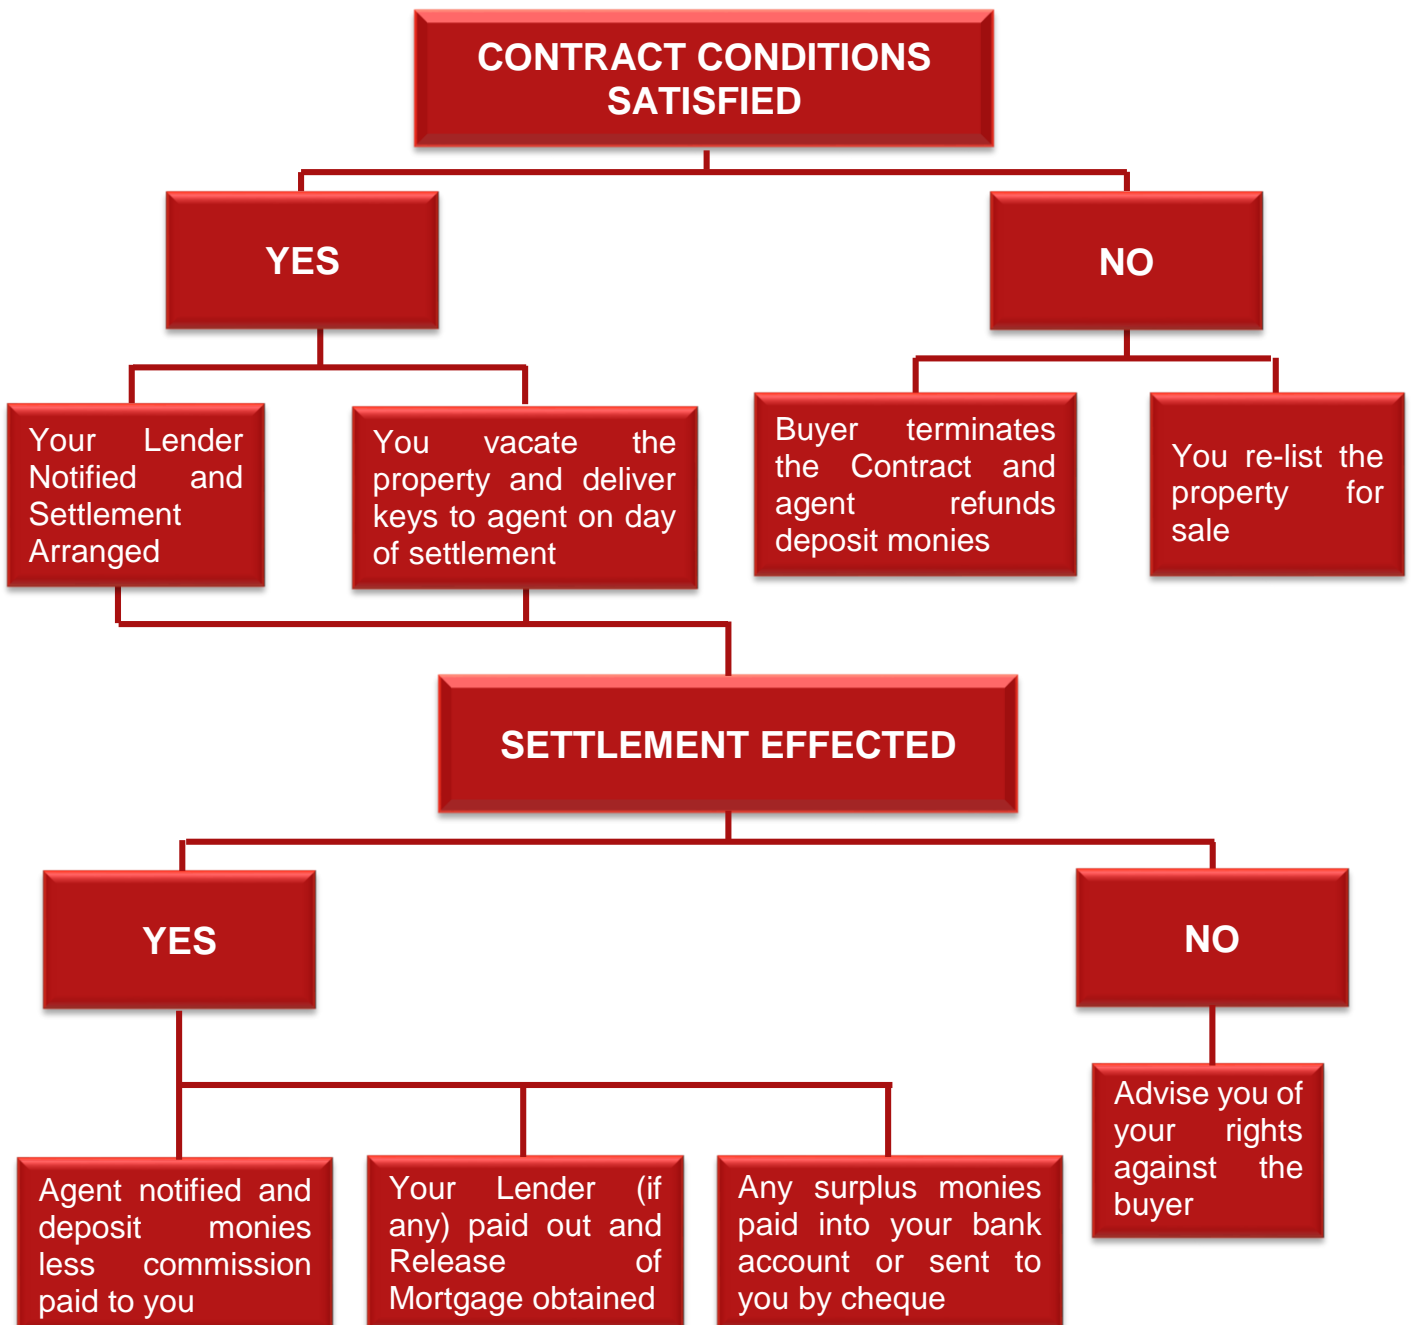 CONTRACT CONDITIONS
SATISFIED
YES
NO
Your Lender
Notified and
Settlement
Arranged
You vacate the
property and deliver
keys to agent on day
of settlement
Buyer terminates
the Contract and
agent refunds
deposit monies
You re-list the
property for
sale
SETTLEMENT EFFECTED
YES
NO
Agent notified and
deposit monies
less commission
paid to you
Your Lender (if
any) paid out and
Release of
Mortgage obtained
Any surplus monies
paid into your bank
account or sent to
you by cheque
Advise you of
your rights
against the
buyer